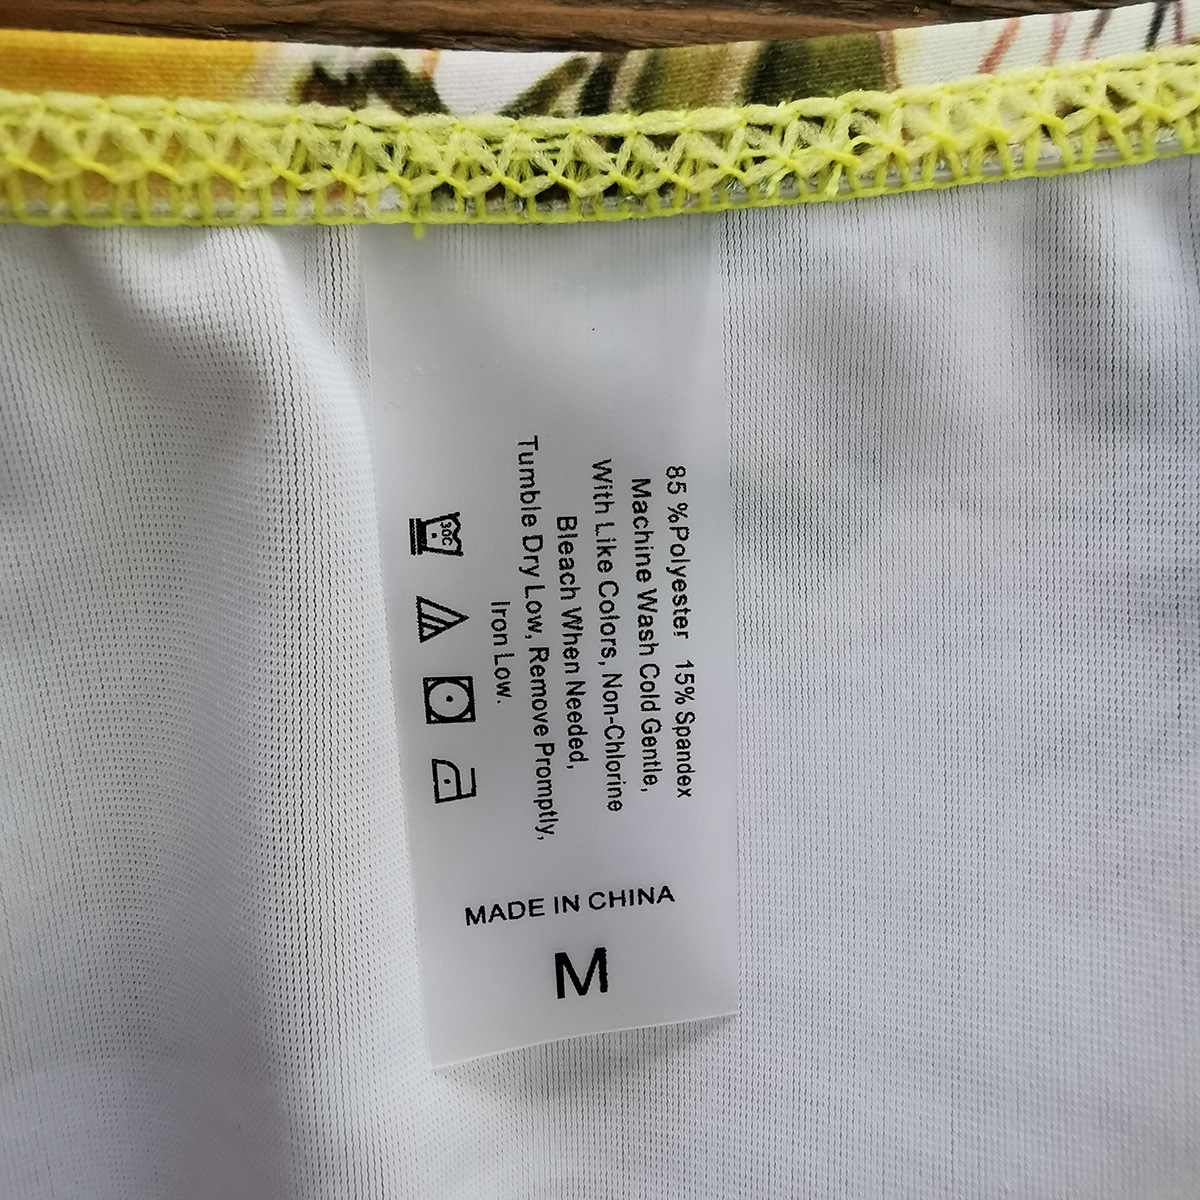 85 %Polyester 15% Spandex
Machine Wash Cold Gentle,
With Like Colors, Non-Chlorine
Bleach When Needed,
Tumble Dry Low, Remove Promptly,
Iron Low.
30C
MADE IN CHINA
M